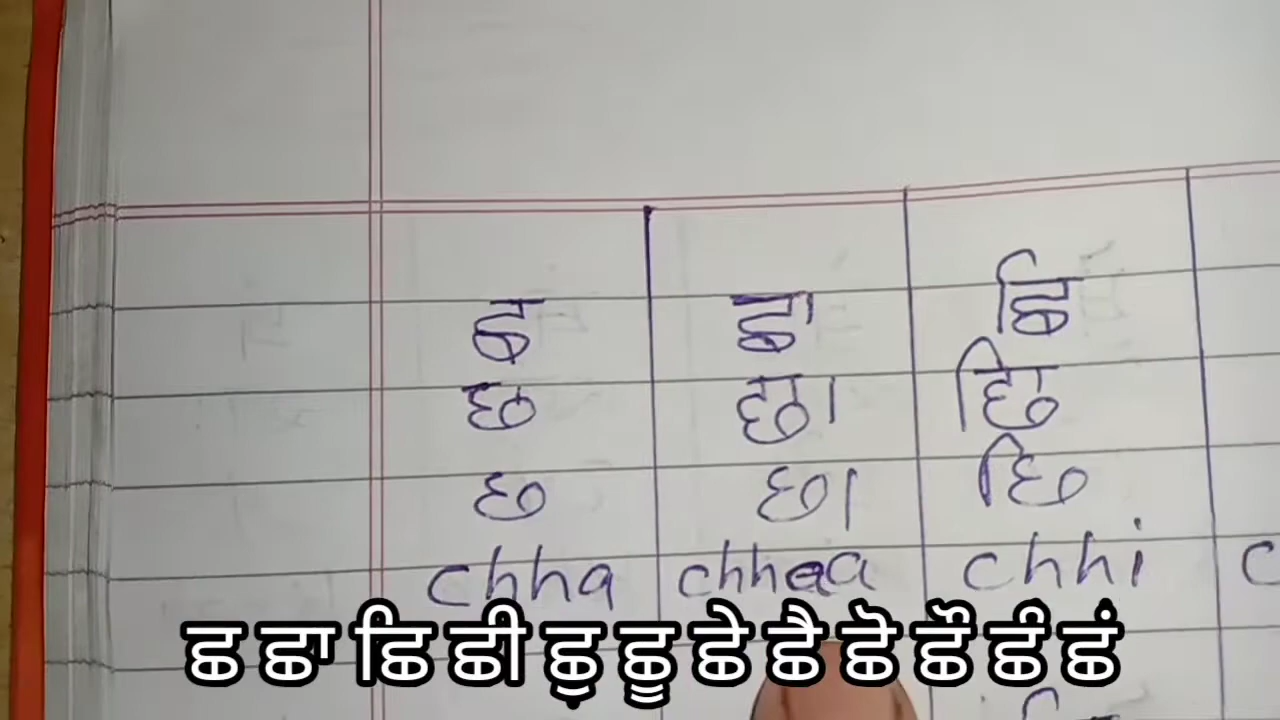 ਛ ਛਾ ਛਿ
छ छा छि
છ છા છિ
chha chhaa chhi c
ਛ ਛਾ ਛਿ ਛੀ ਛੁ ਛੂ ਛੇ ਛੈ ਛੋ ਛੌ ਛੰ ਛਂ